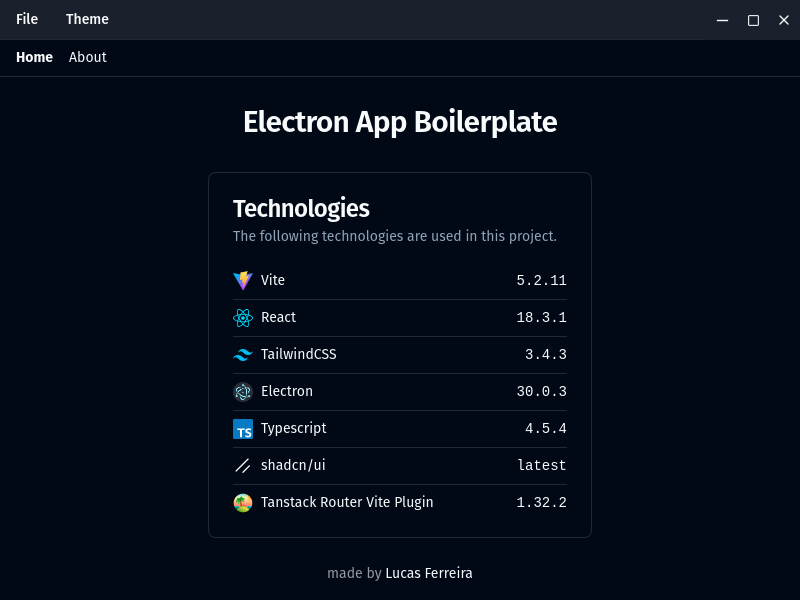 File Theme
Home About
Electron App Boilerplate
Technologies
The following technologies are used in this project.
Vite 5.2.11
React 18.3.1
TailwindCSS 3.4.3
Electron 30.0.3
TS Typescript 4.5.4
shadcn/ui latest
Tanstack Router Vite Plugin 1.32.2
made by Lucas Ferreira